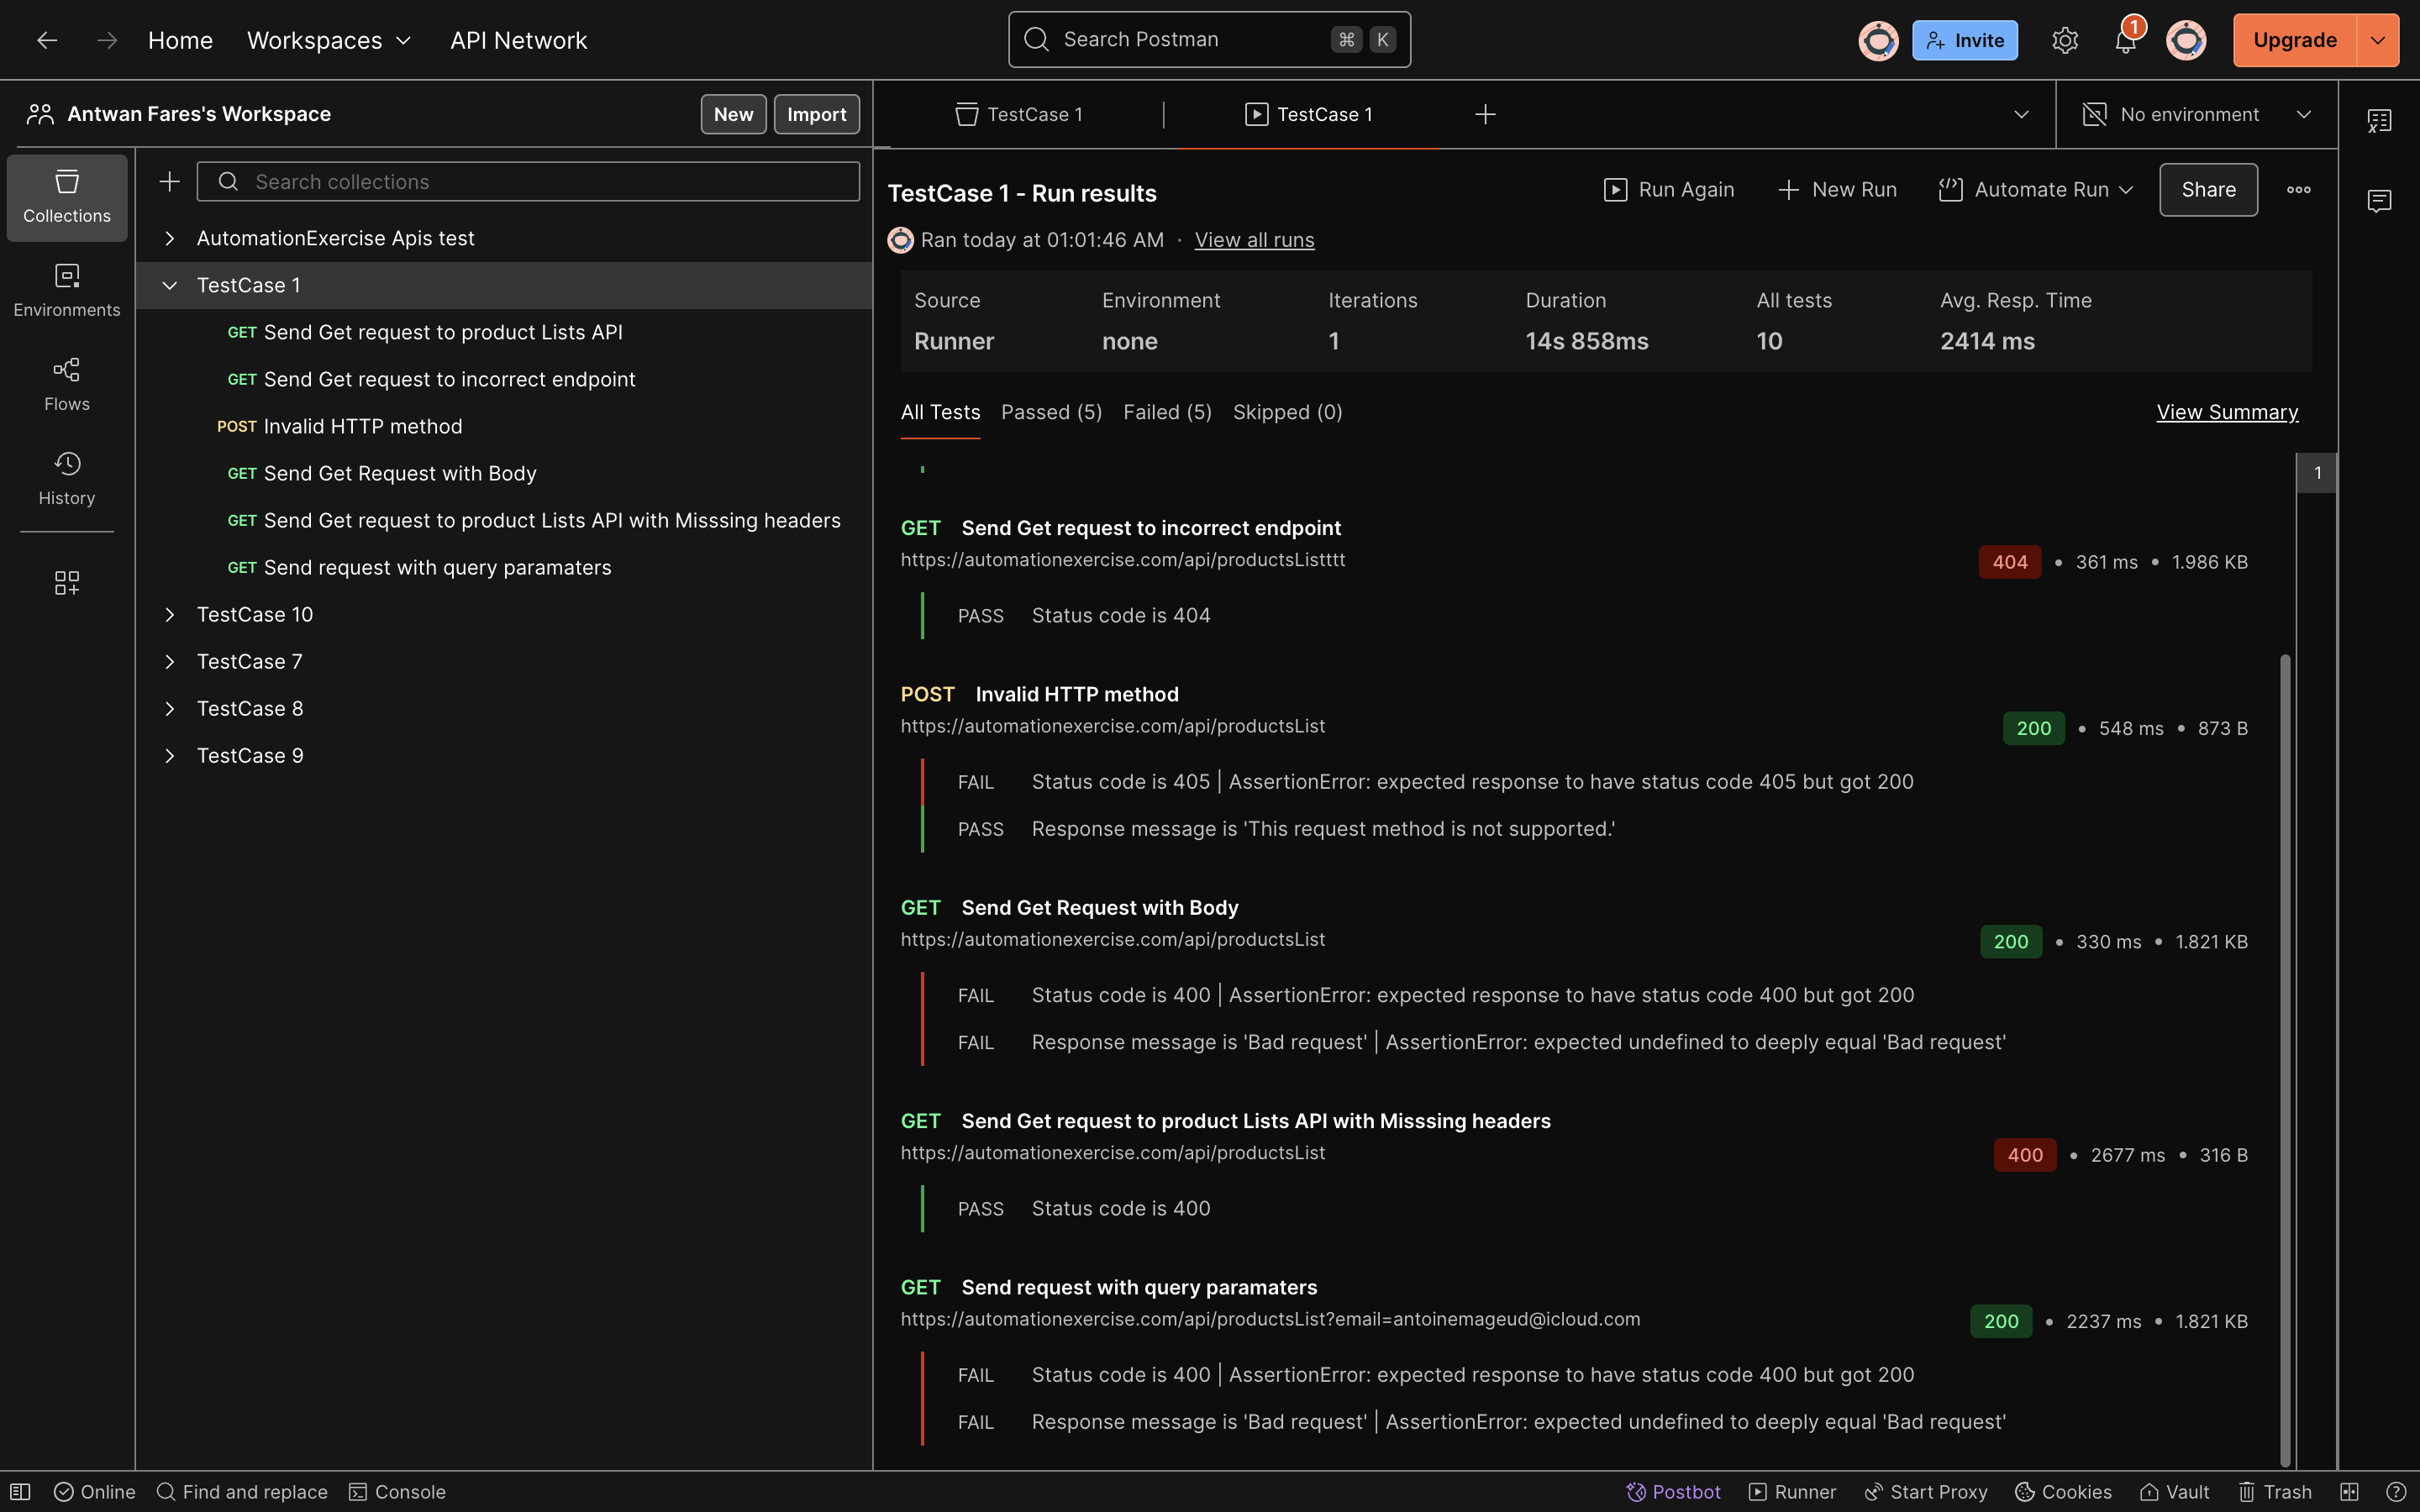 Home
Workspaces
API Network
Search Postman
⌘ K
Invite
1
Upgrade
Antwan Fares's Workspace
New
Import
TestCase 1
TestCase 1
No environment
Collections
Environments
Flows
History
Search collections
AutomationExercise Apis test
TestCase 1
GET Send Get request to product Lists API
GET Send Get request to incorrect endpoint
POST Invalid HTTP method
GET Send Get Request with Body
GET Send Get request to product Lists API with Misssing headers
GET Send request with query paramaters
TestCase 10
TestCase 7
TestCase 8
TestCase 9
TestCase 1 - Run results
Run Again
New Run
Automate Run
Share
Ran today at 01:01:46 AM · View all runs
Source Environment Iterations Duration All tests Avg. Resp. Time
Runner none 1 14s 858ms 10 2414 ms
All Tests Passed (5) Failed (5) Skipped (0) View Summary
1
GET Send Get request to incorrect endpoint
https://automationexercise.com/api/productsListttt
404 • 361 ms • 1.986 KB
PASS Status code is 404
POST Invalid HTTP method
https://automationexercise.com/api/productsList
200 • 548 ms • 873 B
FAIL Status code is 405 | AssertionError: expected response to have status code 405 but got 200
PASS Response message is 'This request method is not supported.'
GET Send Get Request with Body
https://automationexercise.com/api/productsList
200 • 330 ms • 1.821 KB
FAIL Status code is 400 | AssertionError: expected response to have status code 400 but got 200
FAIL Response message is 'Bad request' | AssertionError: expected undefined to deeply equal 'Bad request'
GET Send Get request to product Lists API with Misssing headers
https://automationexercise.com/api/productsList
400 • 2677 ms • 316 B
PASS Status code is 400
GET Send request with query paramaters
https://automationexercise.com/api/productsList?email=antoinemageud@icloud.com
200 • 2237 ms • 1.821 KB
FAIL Status code is 400 | AssertionError: expected response to have status code 400 but got 200
FAIL Response message is 'Bad request' | AssertionError: expected undefined to deeply equal 'Bad request'
Online
Find and replace
Console
Postbot
Runner
Start Proxy
Cookies
Vault
Trash